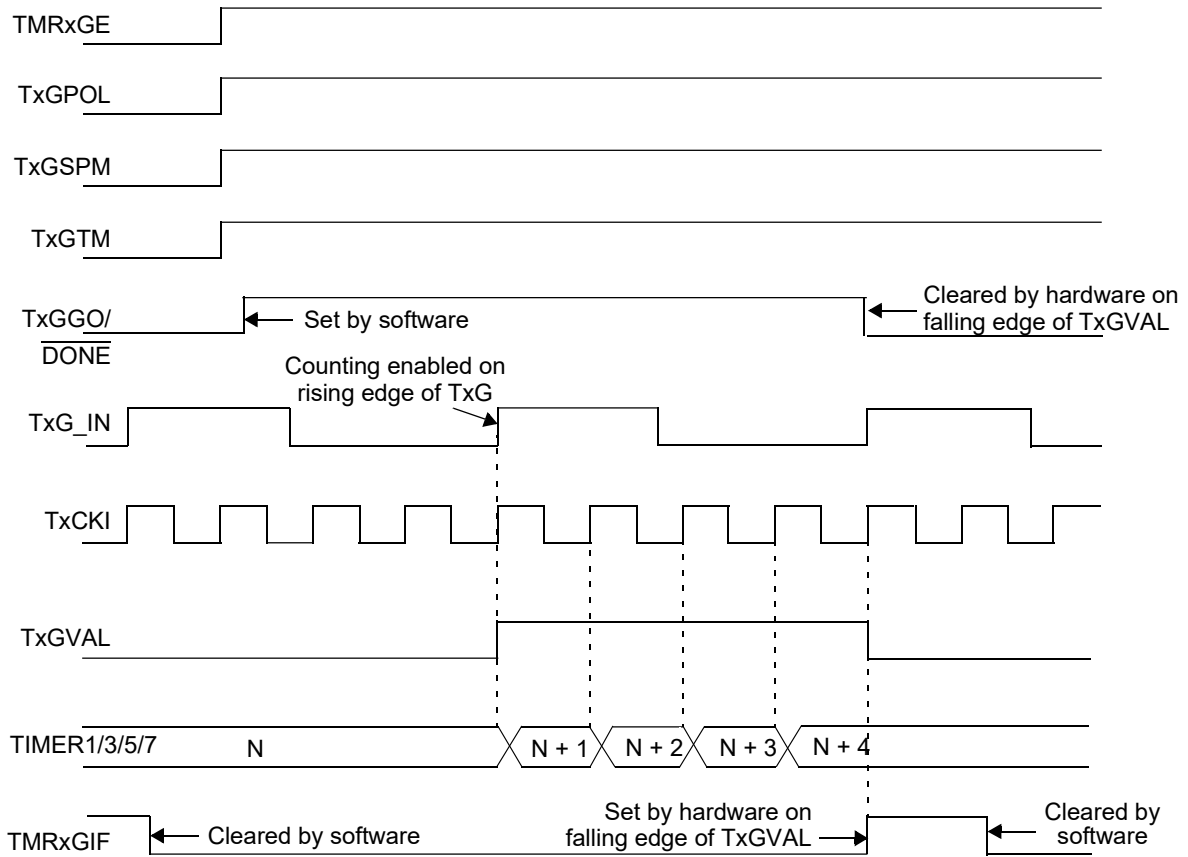 TMRxGE
TxGPOL
TxGSPM
TxGTM
TxGGO/
DONE
Set by software
Cleared by hardware on
falling edge of TxGVAL
Counting enabled on
rising edge of TxG
TxG_IN
TxCKI
TxGVAL
TIMER1/3/5/7
N
N + 1
N + 2
N + 3
N + 4
TMRxGIF
Cleared by software
Set by hardware on
falling edge of TxGVAL
Cleared by
software